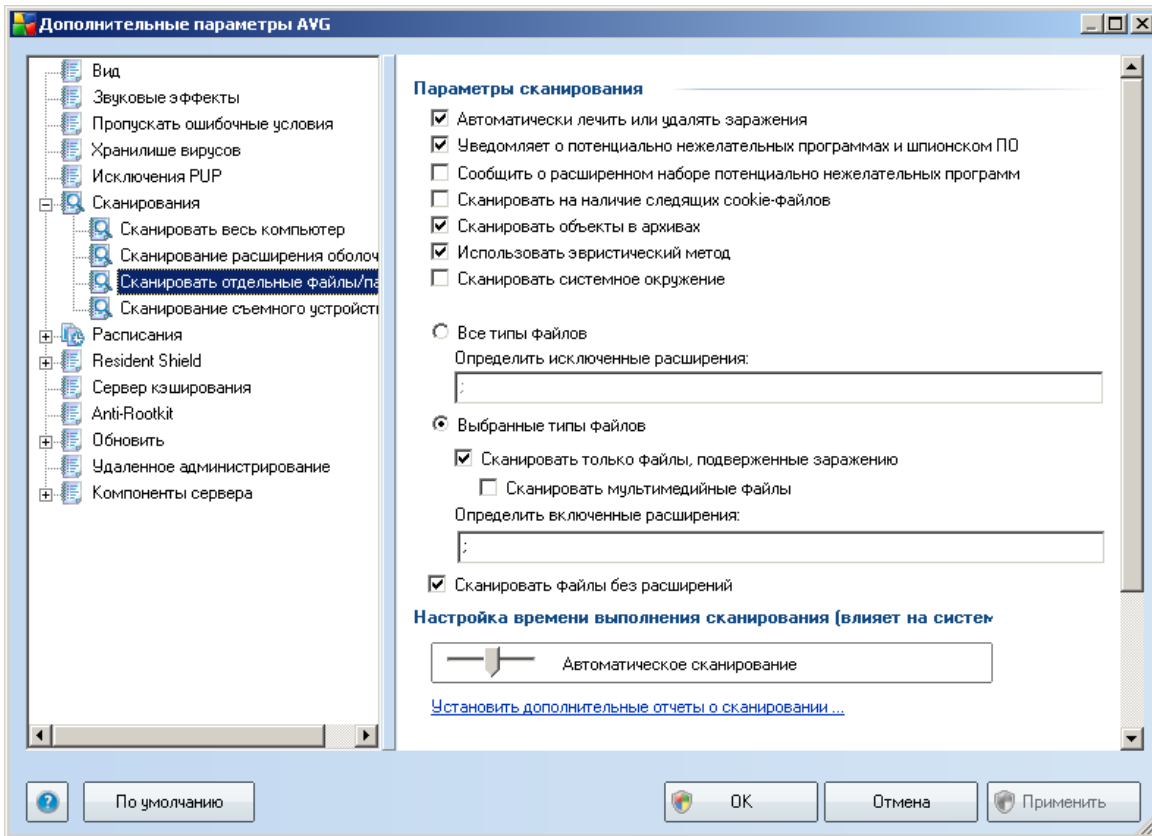 Дополнительные параметры AVG
Вид
Звуковые эффекты
Пропускать ошибочные условия
Хранилише вирусов
Исключения PUP
Сканирования
Сканировать весь компьютер
Сканирование расширения оболоч
Сканировать отдельные файлы/па
Сканирование съемного устройсти
Расписания
Resident Shield
Сервер кэширования
Anti-Rootkit
Обновить
Удаленное администрирование
Компоненты сервера
Параметры сканирования
Автоматически лечить или удалять заражения
Уведомляет о потенциально нежелательных программах и шпионском ПО
Сообщить о расширенном наборе потенциально нежелательных программ
Сканировать на наличие следящих cookie-файлов
Сканировать объекты в архивах
Использовать эвристический метод
Сканировать системное окружение
Все типы файлов
Определить исключенные расширения:
;
Выбранные типы файлов
Сканировать только файлы, подверженные заражению
Сканировать мультимедийные файлы
Определить включенные расширения:
;
Сканировать файлы без расширений
Настройка времени выполнения сканирования (влияет на систем
Автоматическое сканирование
Установить дополнительные отчеты о сканировании ...
По умолчанию
OK
Отмена
Применить